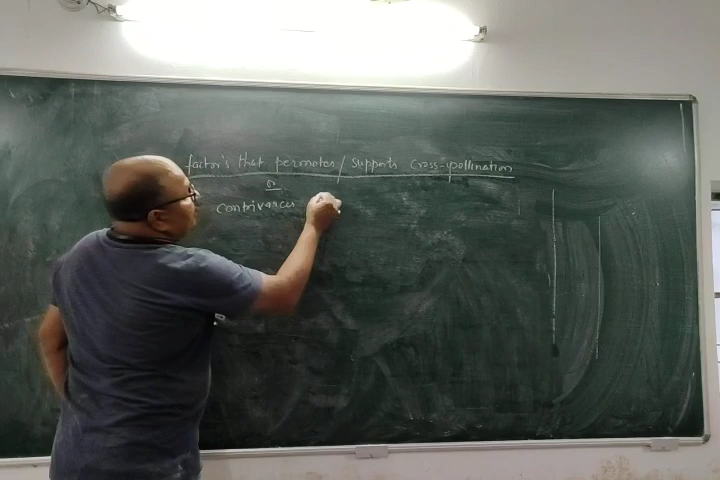 factor's that permotes / supports cross-pollination
or
contrivances